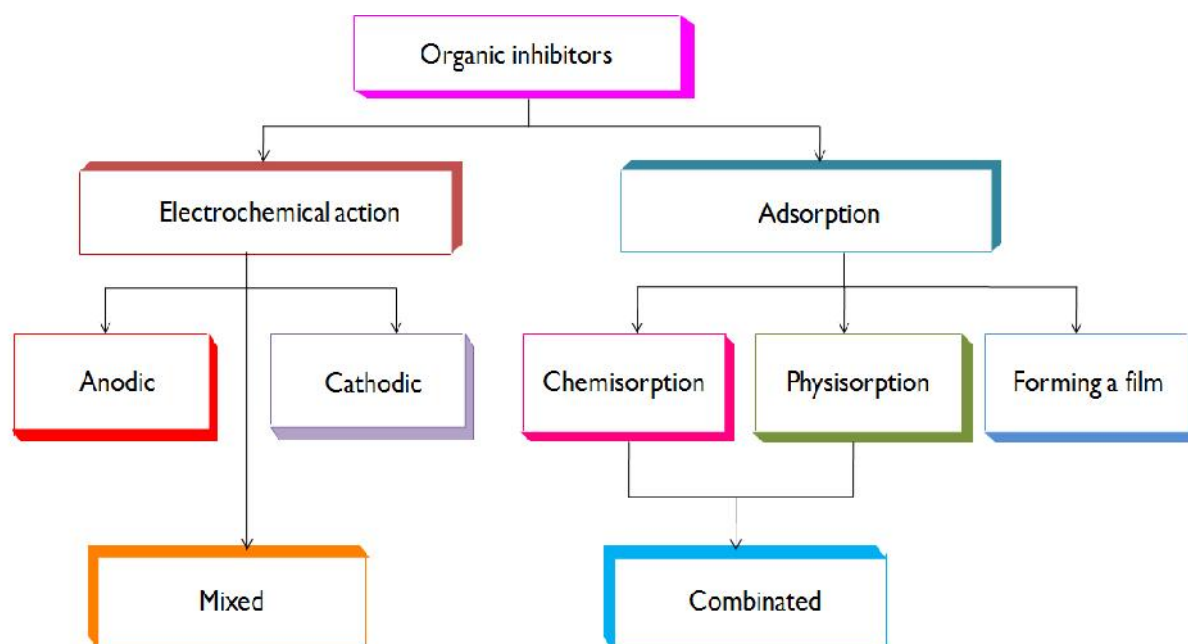 Organic inhibitors
Electrochemical action
Adsorption
Anodic
Cathodic
Chemisorption
Physisorption
Forming a film
Mixed
Combinated